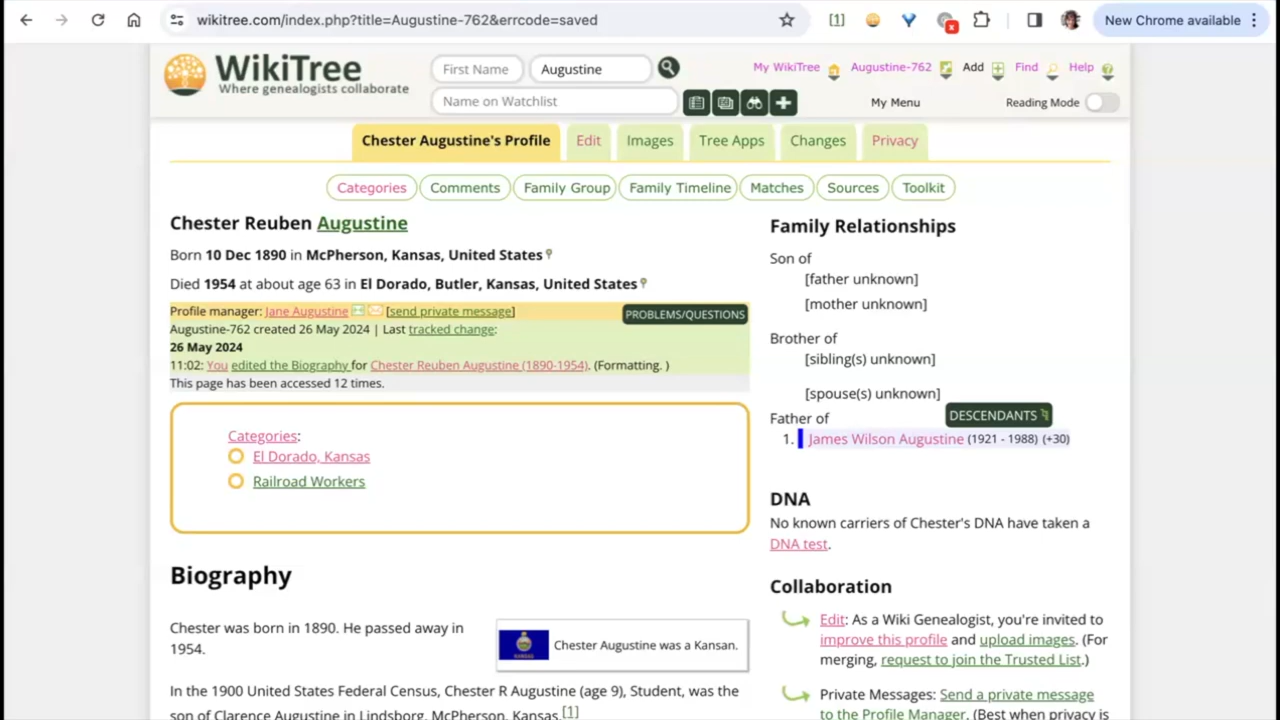 wikitree.com/index.php?title=Augustine-762&errcode=saved
[1]
New Chrome available
WikiTree
Where genealogists collaborate
First Name
Augustine
My WikiTree
Augustine-762
Add
Find
Help
Name on Watchlist
My Menu
Reading Mode
Chester Augustine's Profile
Edit
Images
Tree Apps
Changes
Privacy
Categories
Comments
Family Group
Family Timeline
Matches
Sources
Toolkit
Chester Reuben Augustine
Born 10 Dec 1890 in McPherson, Kansas, United States
Died 1954 at about age 63 in El Dorado, Butler, Kansas, United States
Profile manager: Jane Augustine [send private message]
PROBLEMS/QUESTIONS
Augustine-762 created 26 May 2024 | Last tracked change:
26 May 2024
11:02: You edited the Biography for Chester Reuben Augustine (1890-1954). (Formatting. )
This page has been accessed 12 times.
Categories:
El Dorado, Kansas
Railroad Workers
Biography
Chester was born in 1890. He passed away in
1954.
KANSAS
Chester Augustine was a Kansan.
In the 1900 United States Federal Census, Chester R Augustine (age 9), Student, was the
son of Clarence Augustine in Lindsborg, McPherson, Kansas.[1]
Family Relationships
Son of
[father unknown]
[mother unknown]
Brother of
[sibling(s) unknown]
[spouse(s) unknown]
Father of
DESCENDANTS
1. James Wilson Augustine (1921 - 1988) (+30)
DNA
No known carriers of Chester's DNA have taken a
DNA test.
Collaboration
Edit: As a Wiki Genealogist, you're invited to
improve this profile and upload images. (For
merging, request to join the Trusted List.)
Private Messages: Send a private message
to the Profile Manager. (Best when privacy is